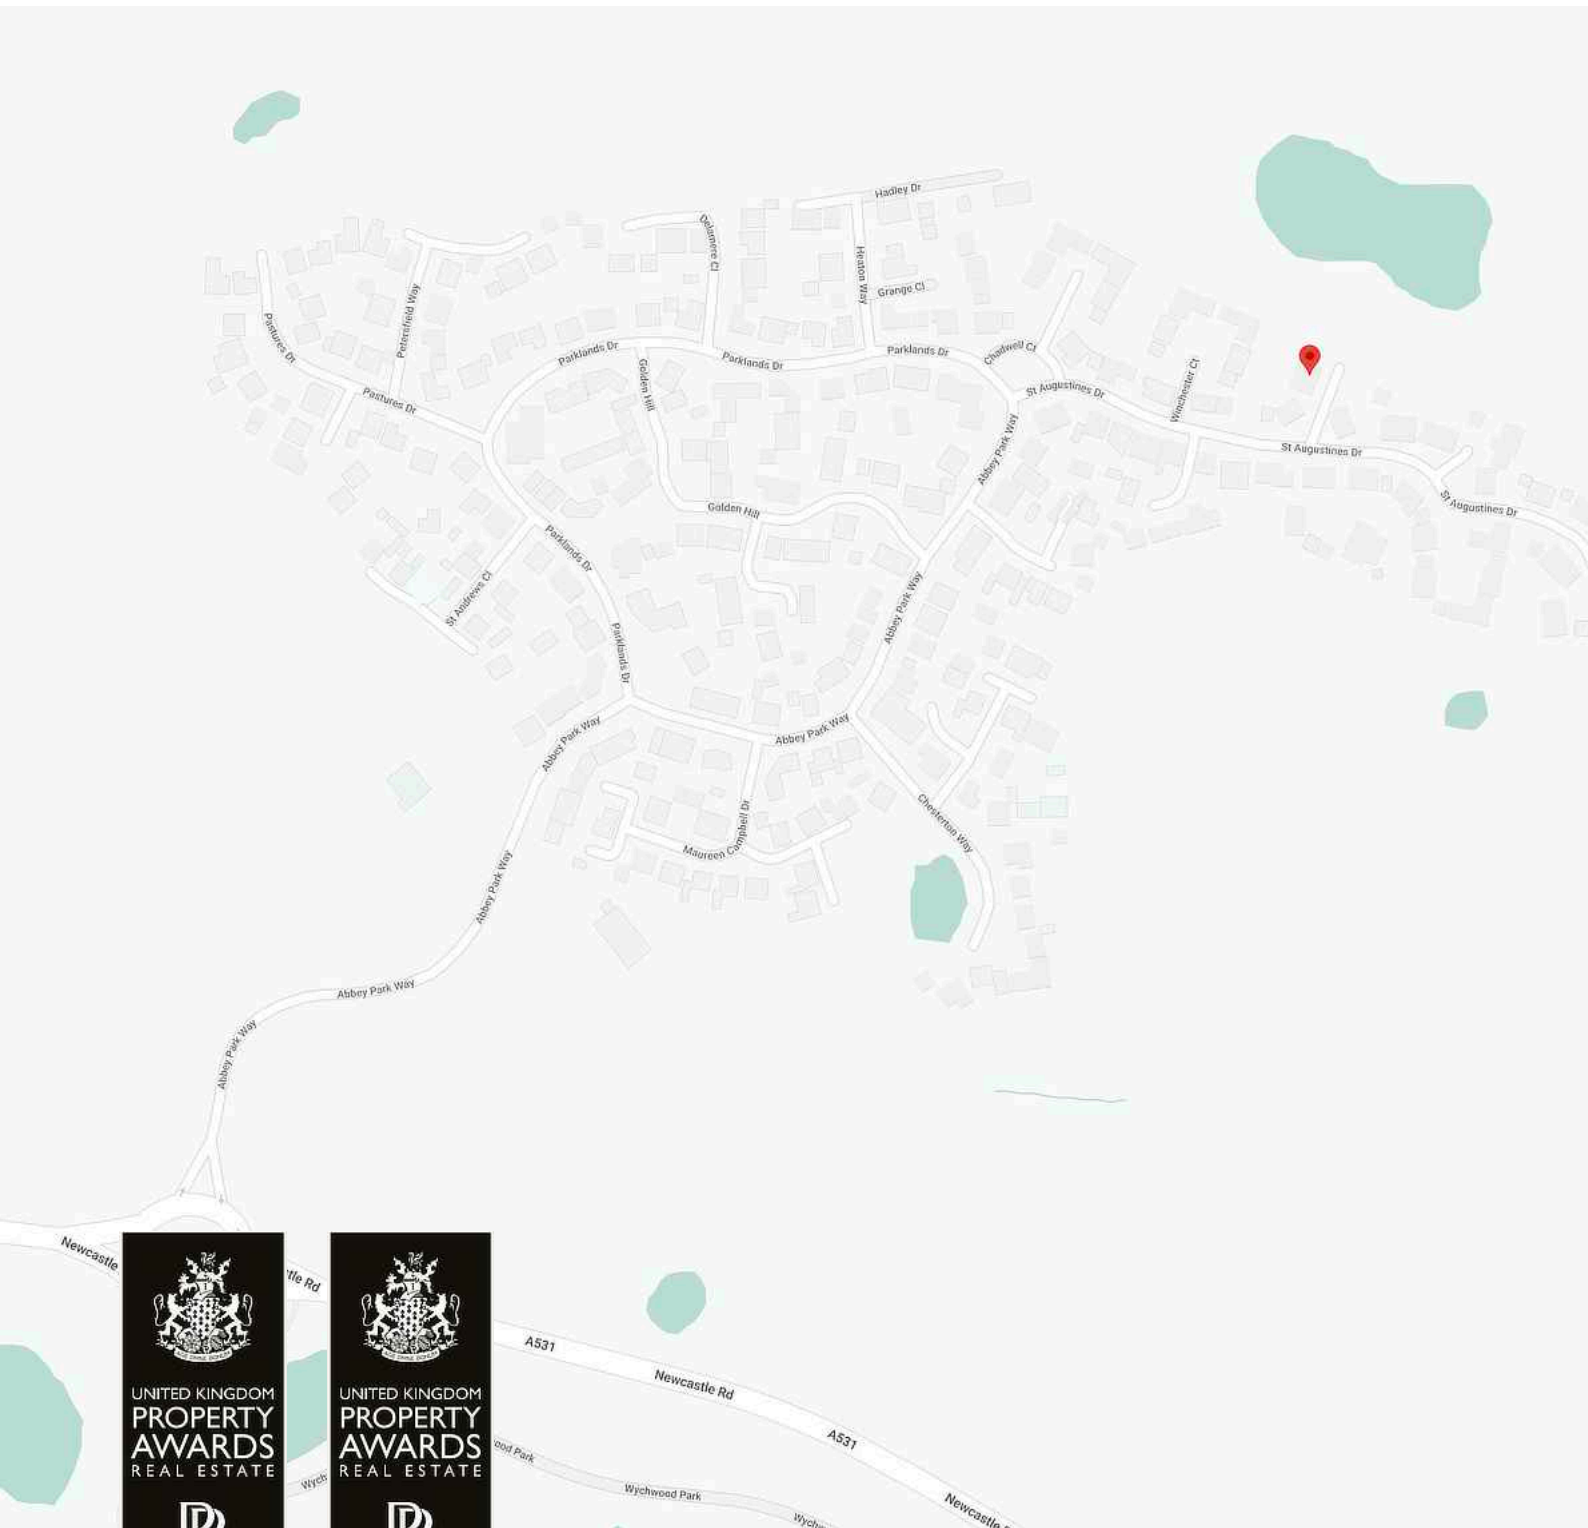 Hadley Dr
Delamere Cl
Heaton Way
Grange Cl
Petersfield Way
Pastures Dr
Pastures Dr
Parklands Dr
Parklands Dr
Parklands Dr
Chadwell Ct
Golden Hill
St Augustines Dr
Winchester Ct
Abbey Park Way
St Augustines Dr
St Augustines Dr
Golden Hill
Parklands Dr
St Andrews Cl
Abbey Park Way
Parklands Dr
Abbey Park Way
Abbey Park Way
Maureen Campbell Dr
Chesterton Way
Abbey Park Way
Abbey Park Way
Abbey Park Way
Newcastle
tle Rd
A531
Newcastle Rd
A531
Newcastle
ood Park
Wych
Wychwood Park
Wychw
UNITED KINGDOM
PROPERTY
AWARDS
REAL ESTATE
UNITED KINGDOM
PROPERTY
AWARDS
REAL ESTATE